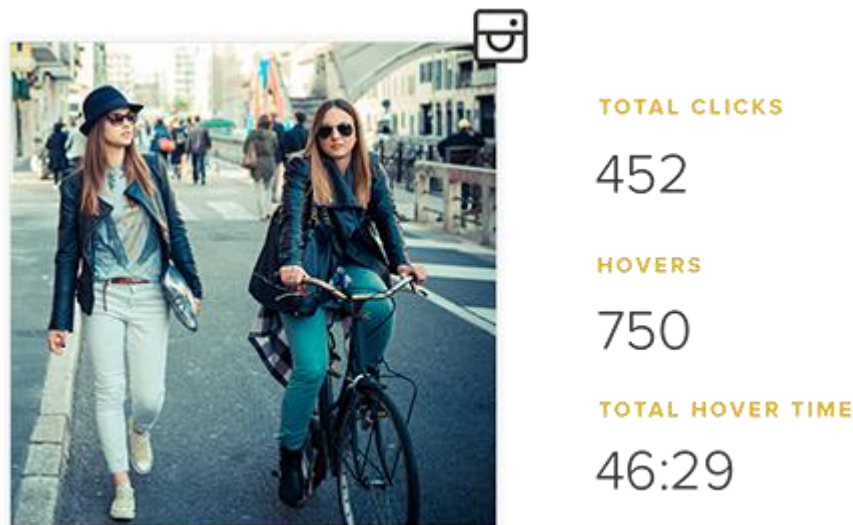 TOTAL CLICKS
452
HOVERS
750
TOTAL HOVER TIME
46:29